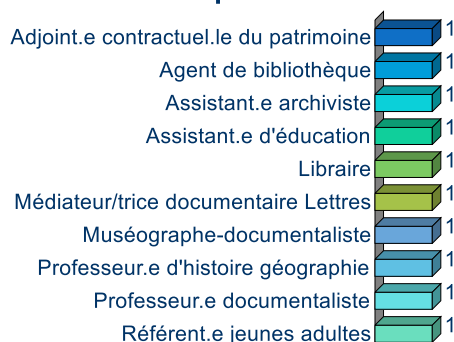 Adjoint.e contractuel.le du patrimoine 1
Agent de bibliothèque 1
Assistant.e archiviste 1
Assistant.e d'éducation 1
Libraire 1
Médiateur/trice documentaire Lettres 1
Muséographe-documentaliste 1
Professeur.e d'histoire géographie 1
Professeur.e documentaliste 1
Référent.e jeunes adultes 1